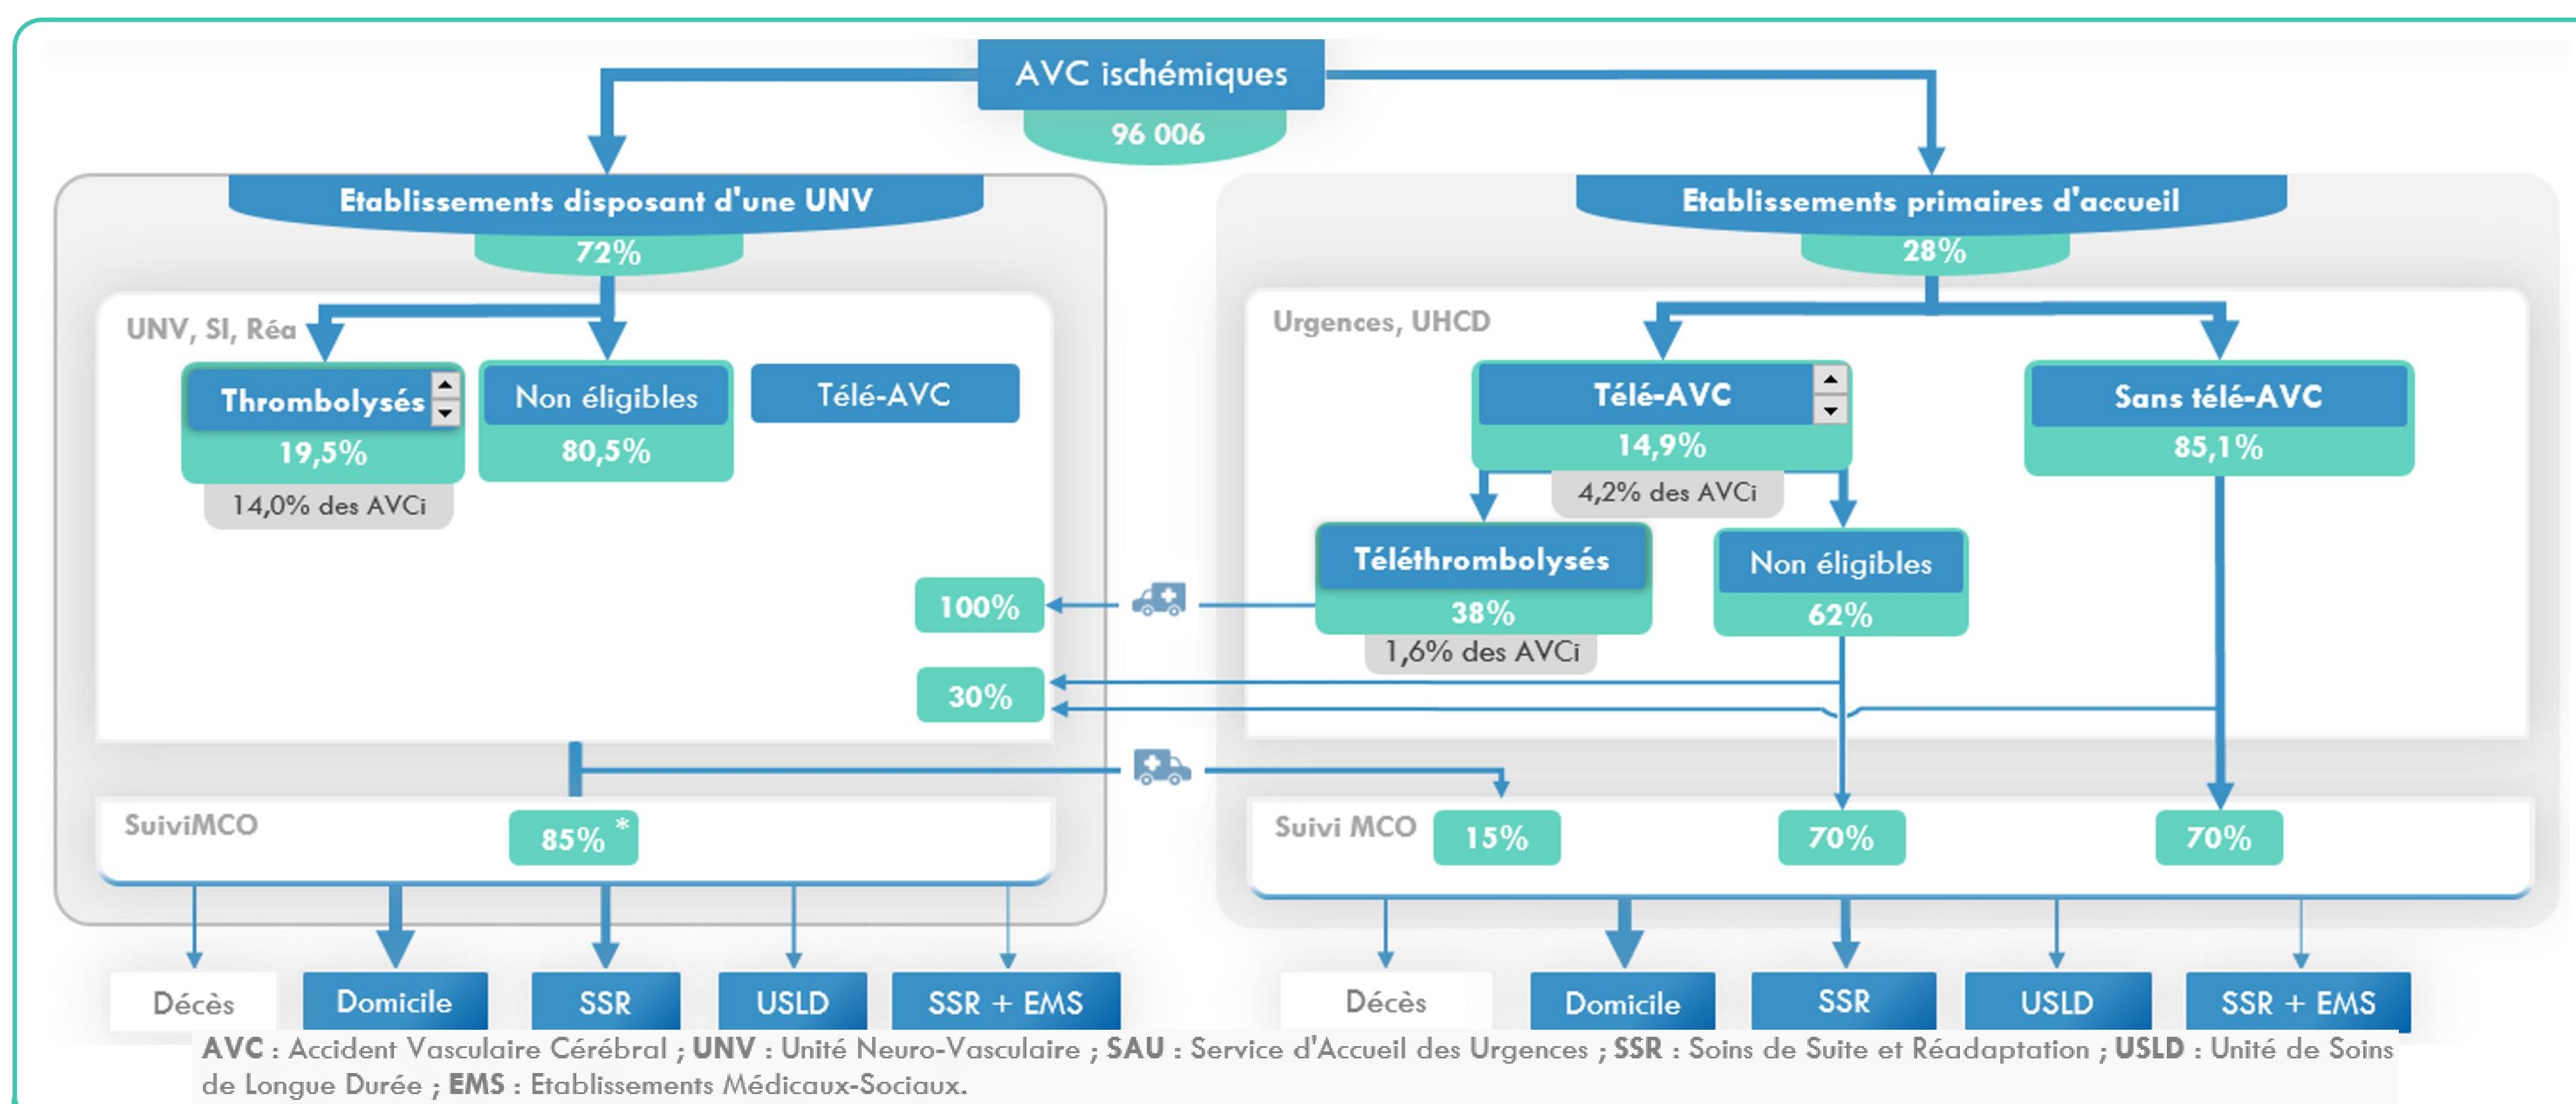 AVC ischémiques
96 006
Etablissements disposant d'une UNV
72%
Etablissements primaires d'accueil
28%
UNV, SI, Réa
Thrombolysés
19,5%
14,0% des AVCi
Non éligibles
80,5%
Télé-AVC
Urgences, UHCD
Télé-AVC
14,9%
4,2% des AVCi
Sans télé-AVC
85,1%
Téléthrombolysés
38%
1,6% des AVCi
Non éligibles
62%
100%
30%
SuiviMCO
85% *
Suivi MCO
15%
70%
70%
Décès
Domicile
SSR
USLD
SSR + EMS
Décès
Domicile
SSR
USLD
SSR + EMS
AVC : Accident Vasculaire Cérébral ; UNV : Unité Neuro-Vasculaire ; SAU : Service d'Accueil des Urgences ; SSR : Soins de Suite et Réadaptation ; USLD : Unité de Soins
de Longue Durée ; EMS : Etablissements Médicaux-Sociaux.